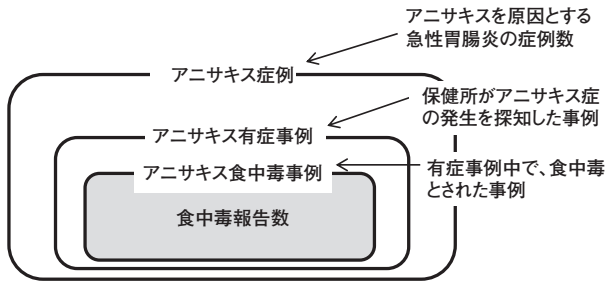 アニサキスを原因とする
急性胃腸炎の症例数
アニサキス症例
保健所がアニサキス症
の発生を探知した事例
アニサキス有症事例
アニサキス食中毒事例
有症事例中で、食中毒
とされた事例
食中毒報告数